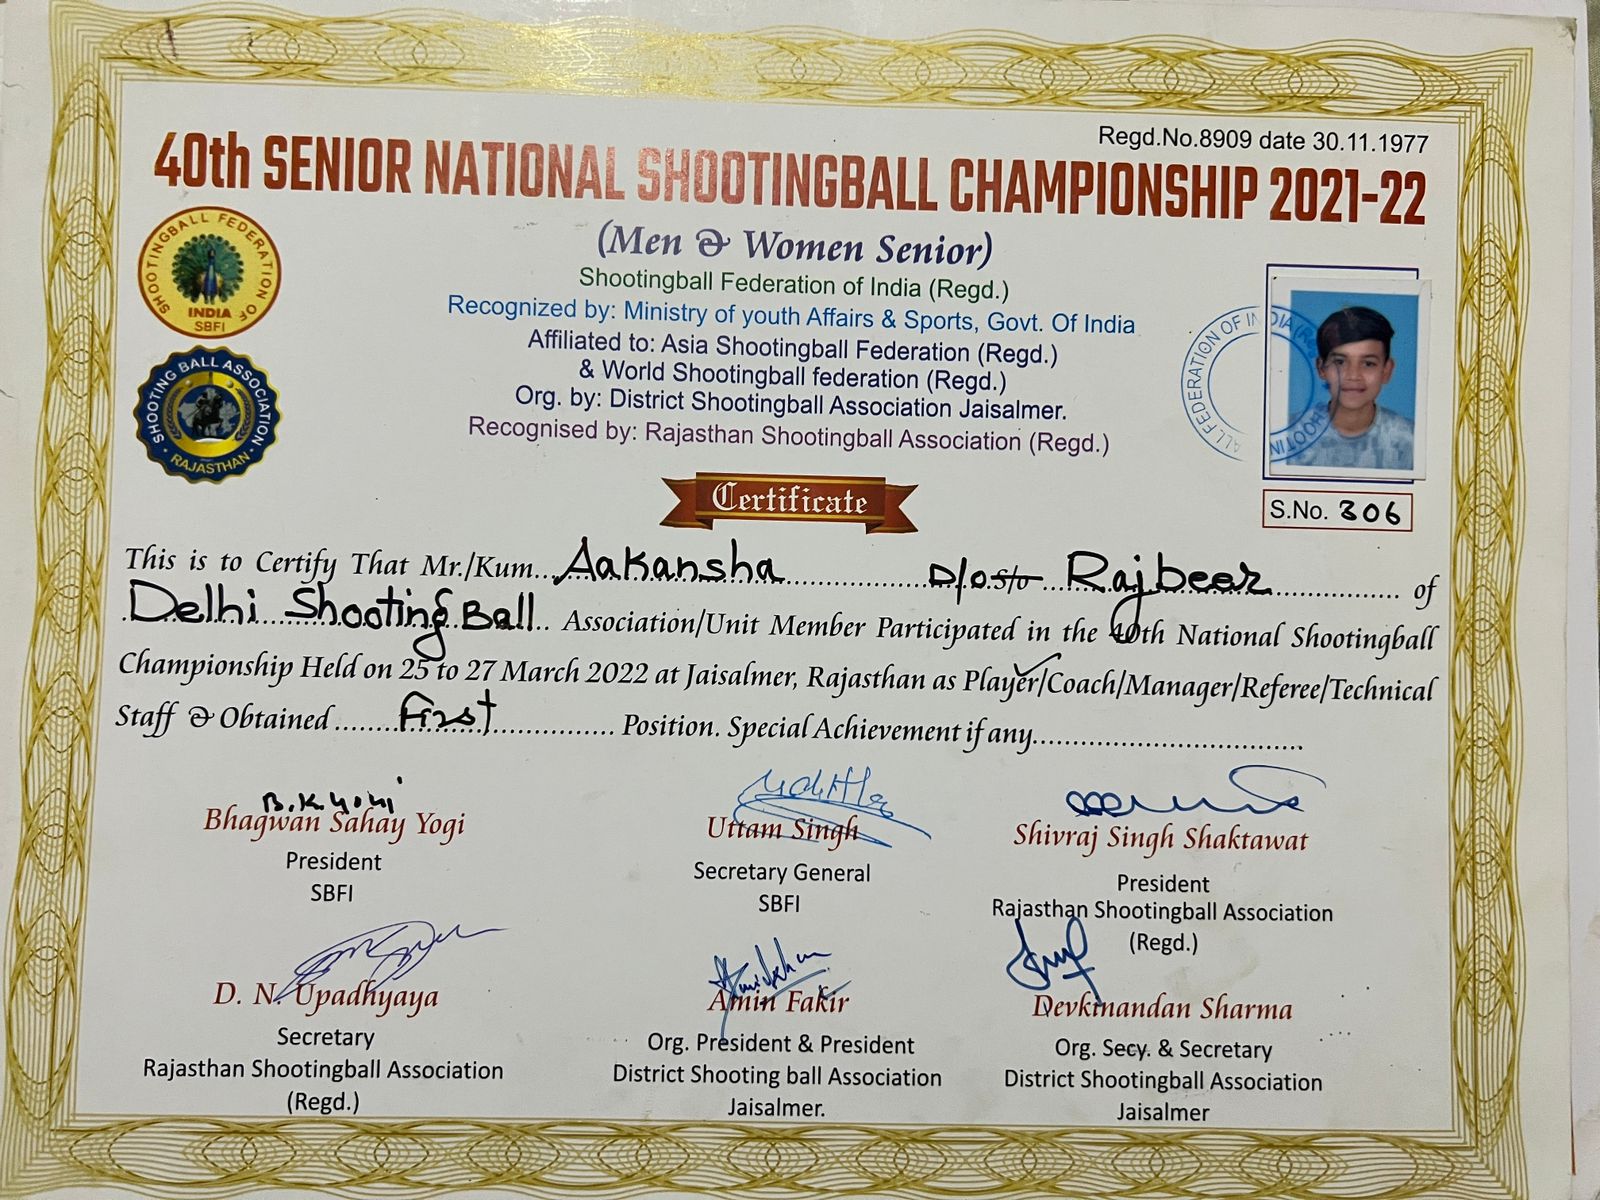 Regd.No.8909 date 30.11.1977
40th SENIOR NATIONAL SHOOTINGBALL CHAMPIONSHIP 2021-22
(Men & Women Senior)
Shootingball Federation of India (Regd.)
Recognized by: Ministry of youth Affairs & Sports, Govt. Of India
Affiliated to: Asia Shootingball Federation (Regd.)
& World Shootingball federation (Regd.)
Org. by: District Shootingball Association Jaisalmer.
Recognised by: Rajasthan Shootingball Association (Regd.)
SHOOTINGBALL FEDERATION OF
INDIA
SBFI
SHOOTING BALL ASSOCIATION
RAJASTHAN
ALL FEDERATION OF INDIA
SHOOTIN
Certificate
S.No. 306
This is to Certify That Mr./Kum...Aakansha.................D/o.s/o...Rajbeer.................. of
Delhi Shooting Ball.. Association/Unit Member Participated in the 40th National Shootingball
Championship Held on 25 to 27 March 2022 at Jaisalmer, Rajasthan as Player/Coach/Manager/Referee/Technical
Staff & Obtained ........First................. Position. Special Achievement if any.....................................
B.K.Yogi
Bhagwan Sahay Yogi
President
SBFI
Uttam Singh
Secretary General
SBFI
Shivraj Singh Shaktawat
President
Rajasthan Shootingball Association
(Regd.)
D. N. Upadhyaya
Secretary
Rajasthan Shootingball Association
(Regd.)
Amin Fakir
Org. President & President
District Shooting ball Association
Jaisalmer.
Devkinandan Sharma
Org. Secy. & Secretary
District Shootingball Association
Jaisalmer